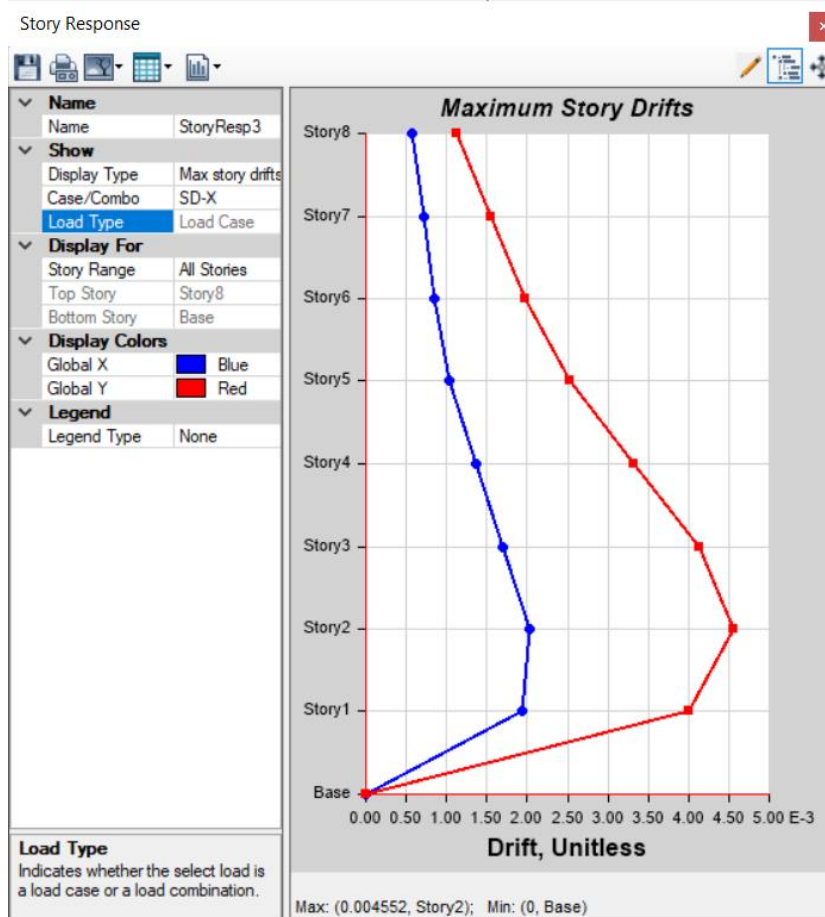 Story Response
Name
Name StoryResp3
Show
Display Type Max story drifts
Case/Combo SD-X
Load Type Load Case
Display For
Story Range All Stories
Top Story Story8
Bottom Story Base
Display Colors
Global X Blue
Global Y Red
Legend
Legend Type None
Load Type
Indicates whether the select load is
a load case or a load combination.
Maximum Story Drifts
Story8
Story7
Story6
Story5
Story4
Story3
Story2
Story1
Base
0.00 0.50 1.00 1.50 2.00 2.50 3.00 3.50 4.00 4.50 5.00 E-3
Drift, Unitless
Max: (0.004552, Story2); Min: (0, Base)